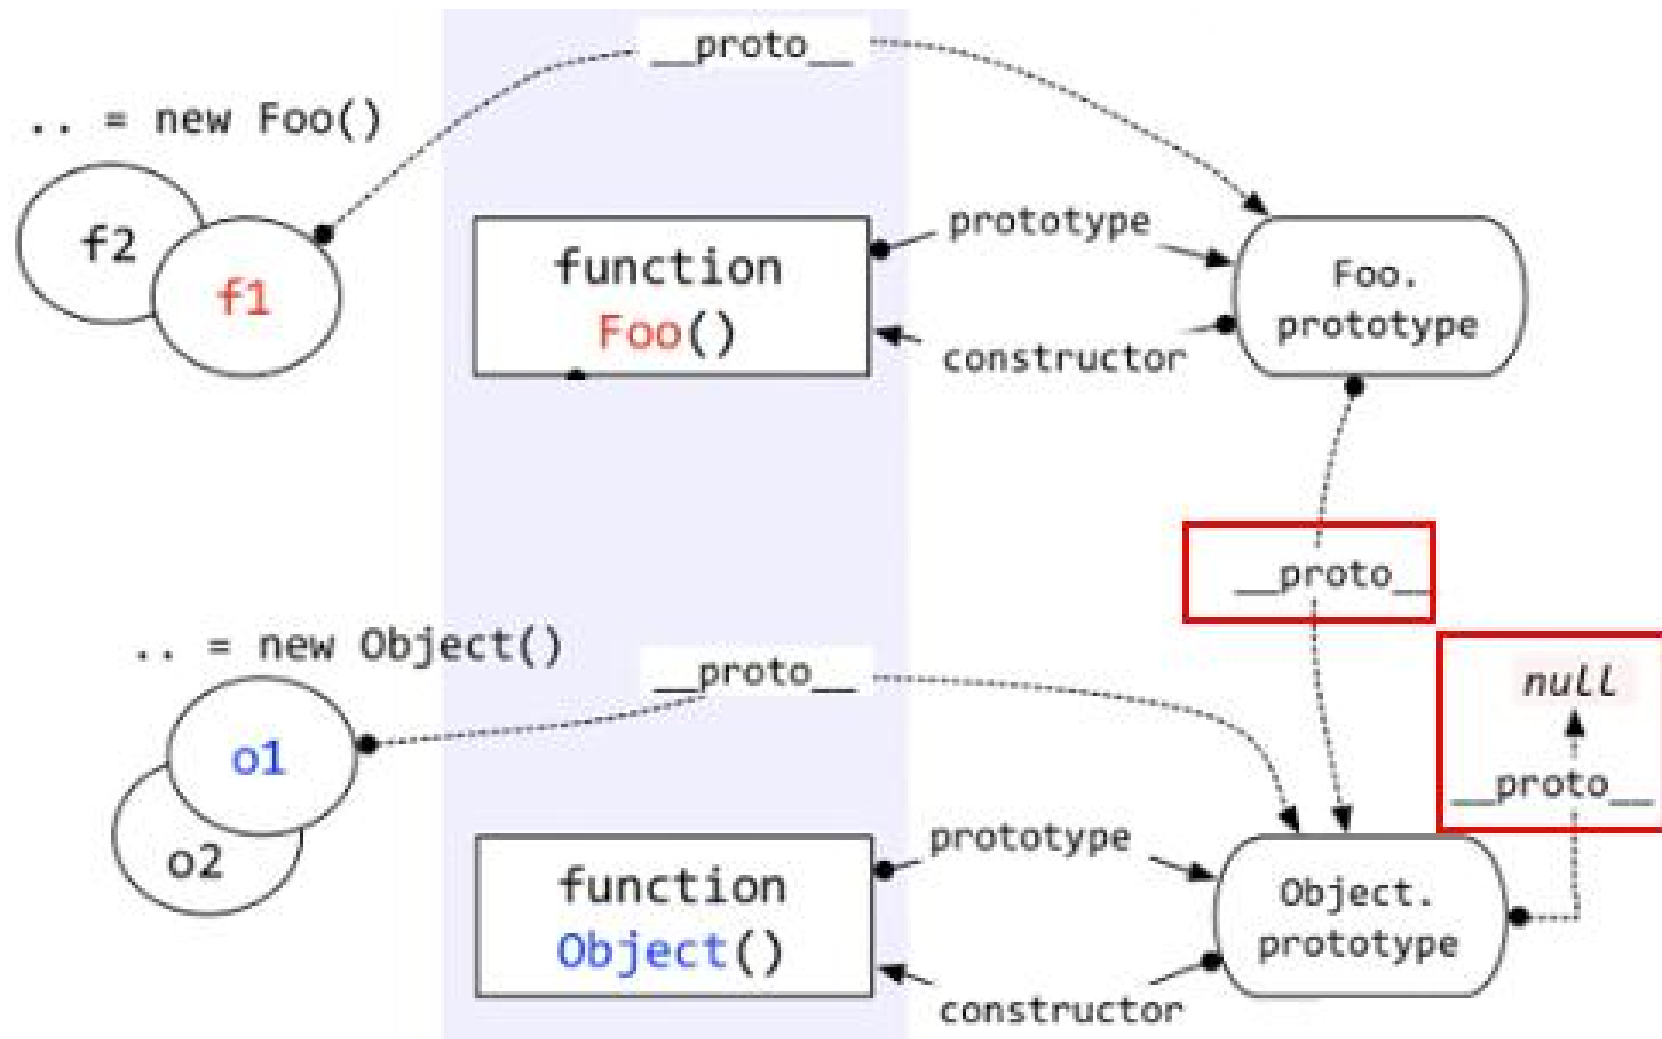 __proto__
.. = new Foo()
f2
f1
function
Foo()
prototype
constructor
Foo.
prototype
__proto__
.. = new Object()
__proto__
null
__proto__
o1
o2
function
Object()
prototype
constructor
Object.
prototype